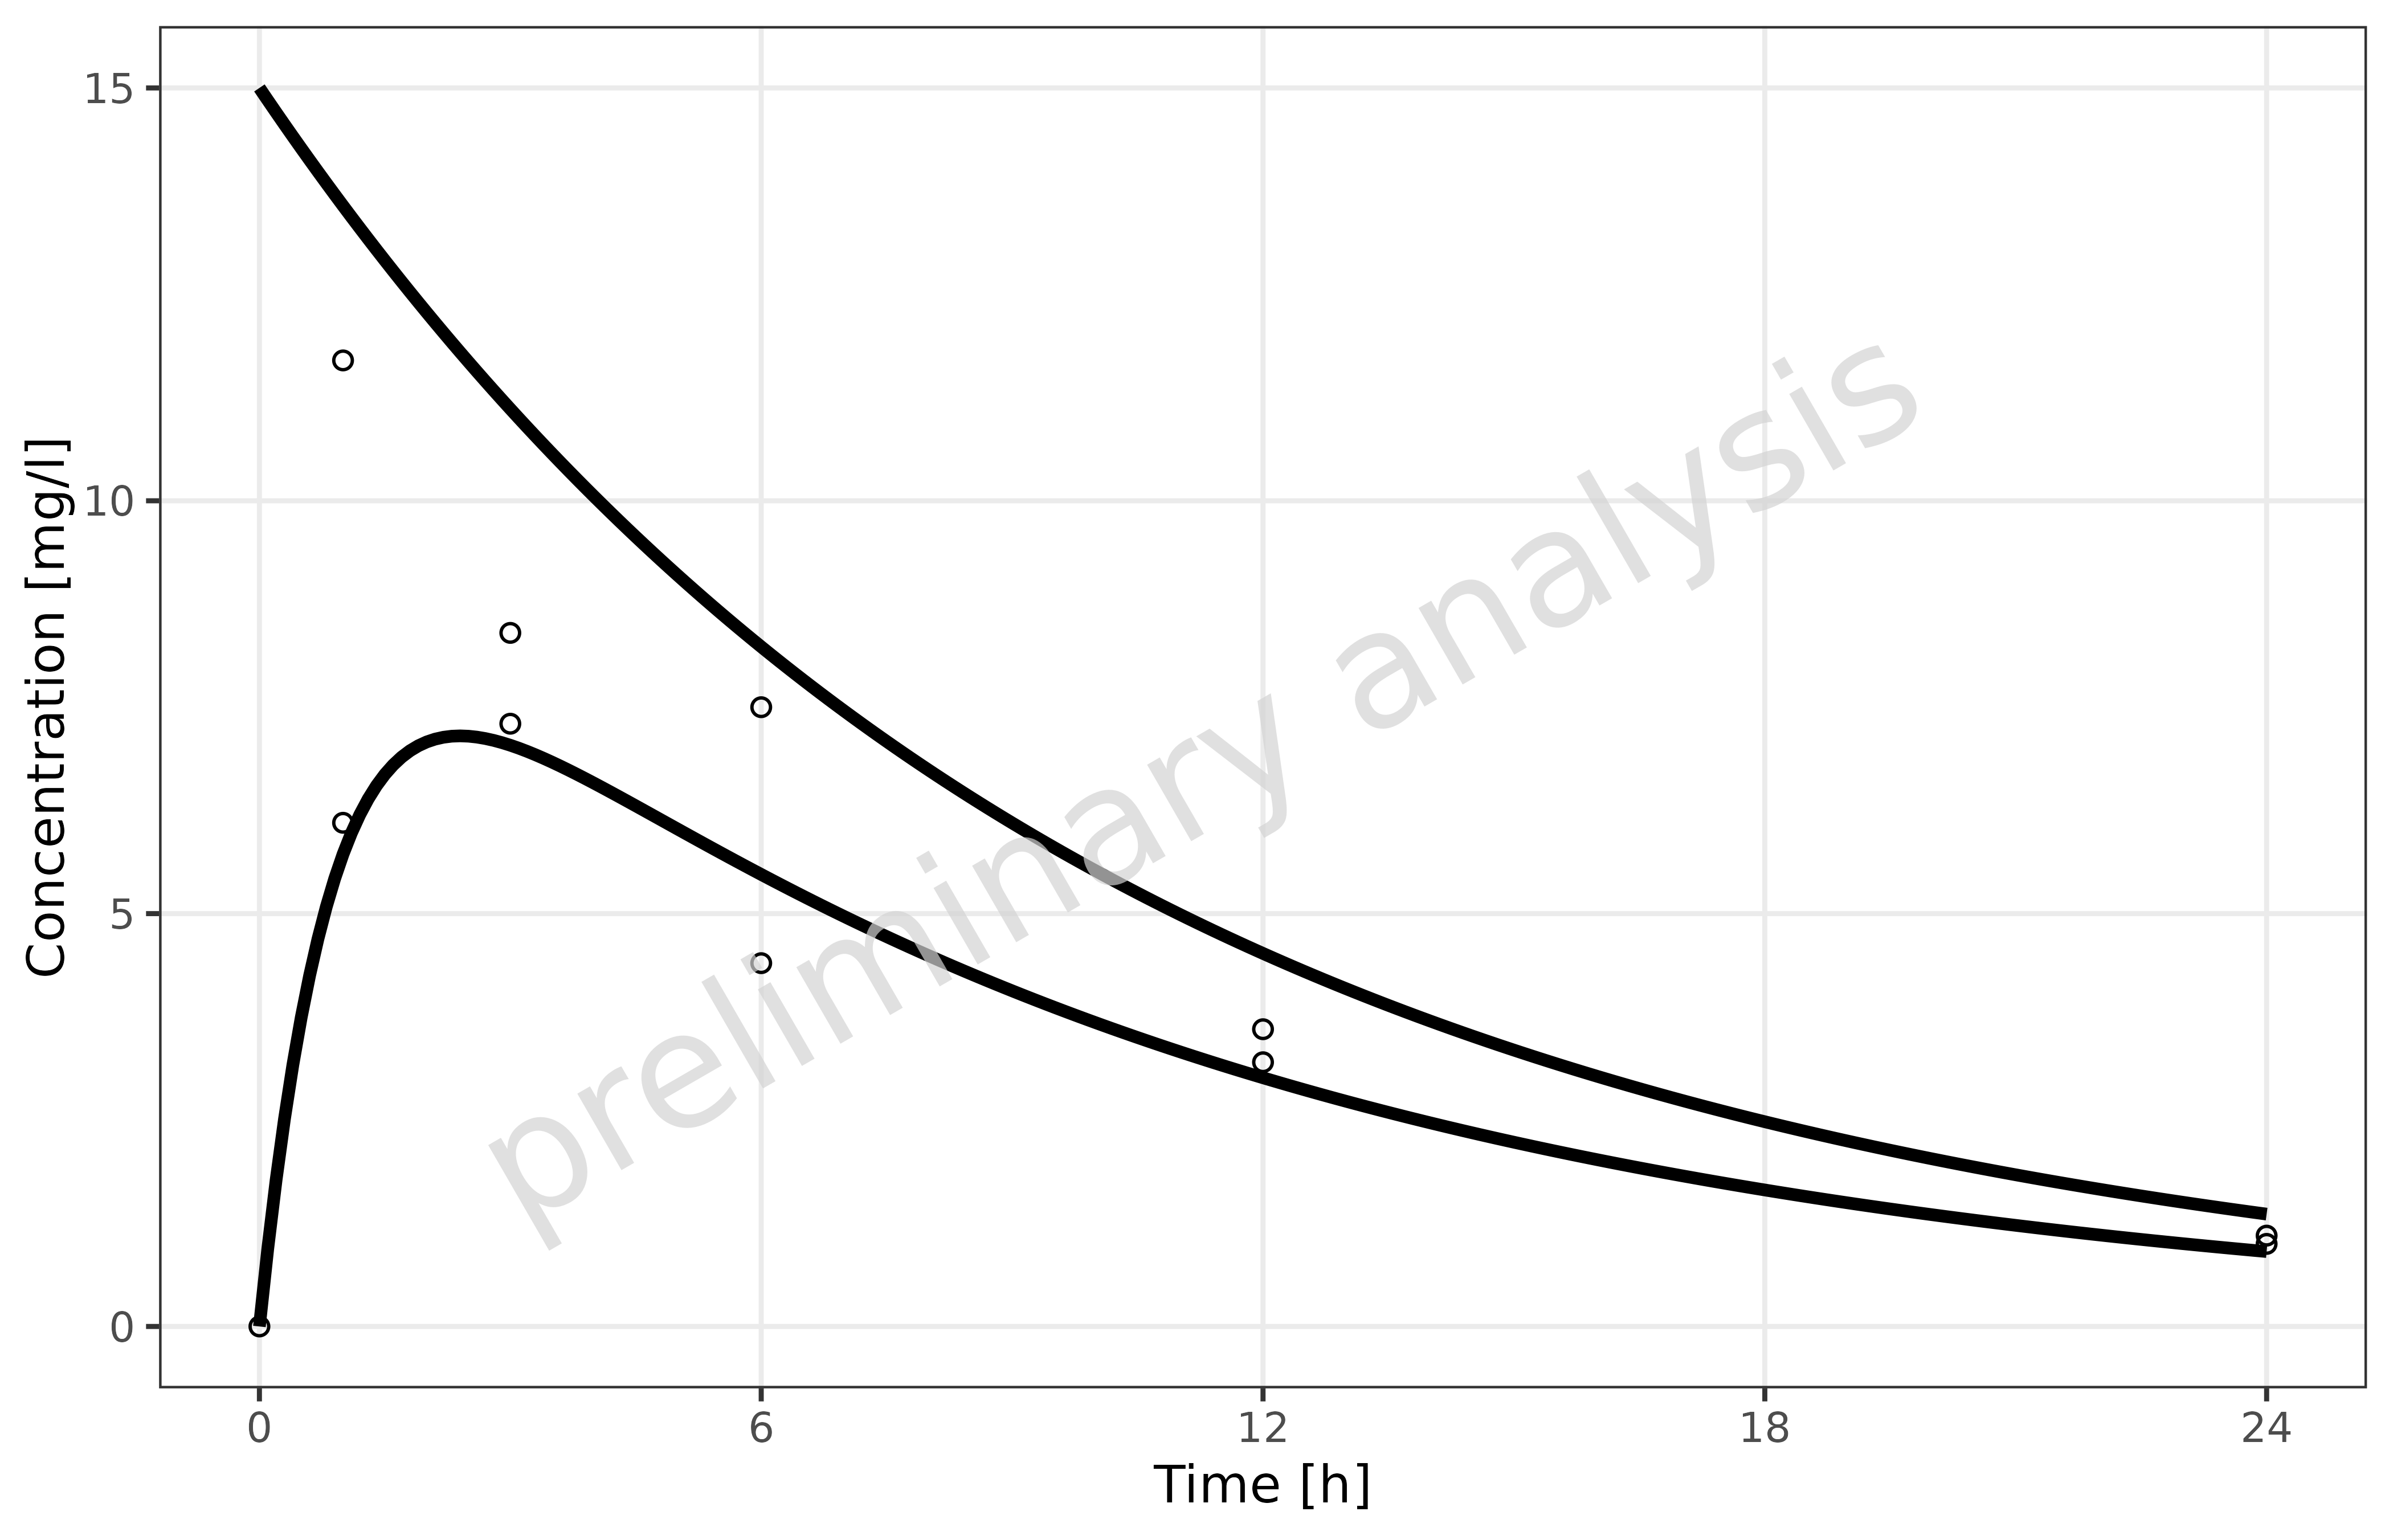 15
10
5
0
Concentration [mg/l]
preliminary analysis
0 6 12 18 24
Time [h]